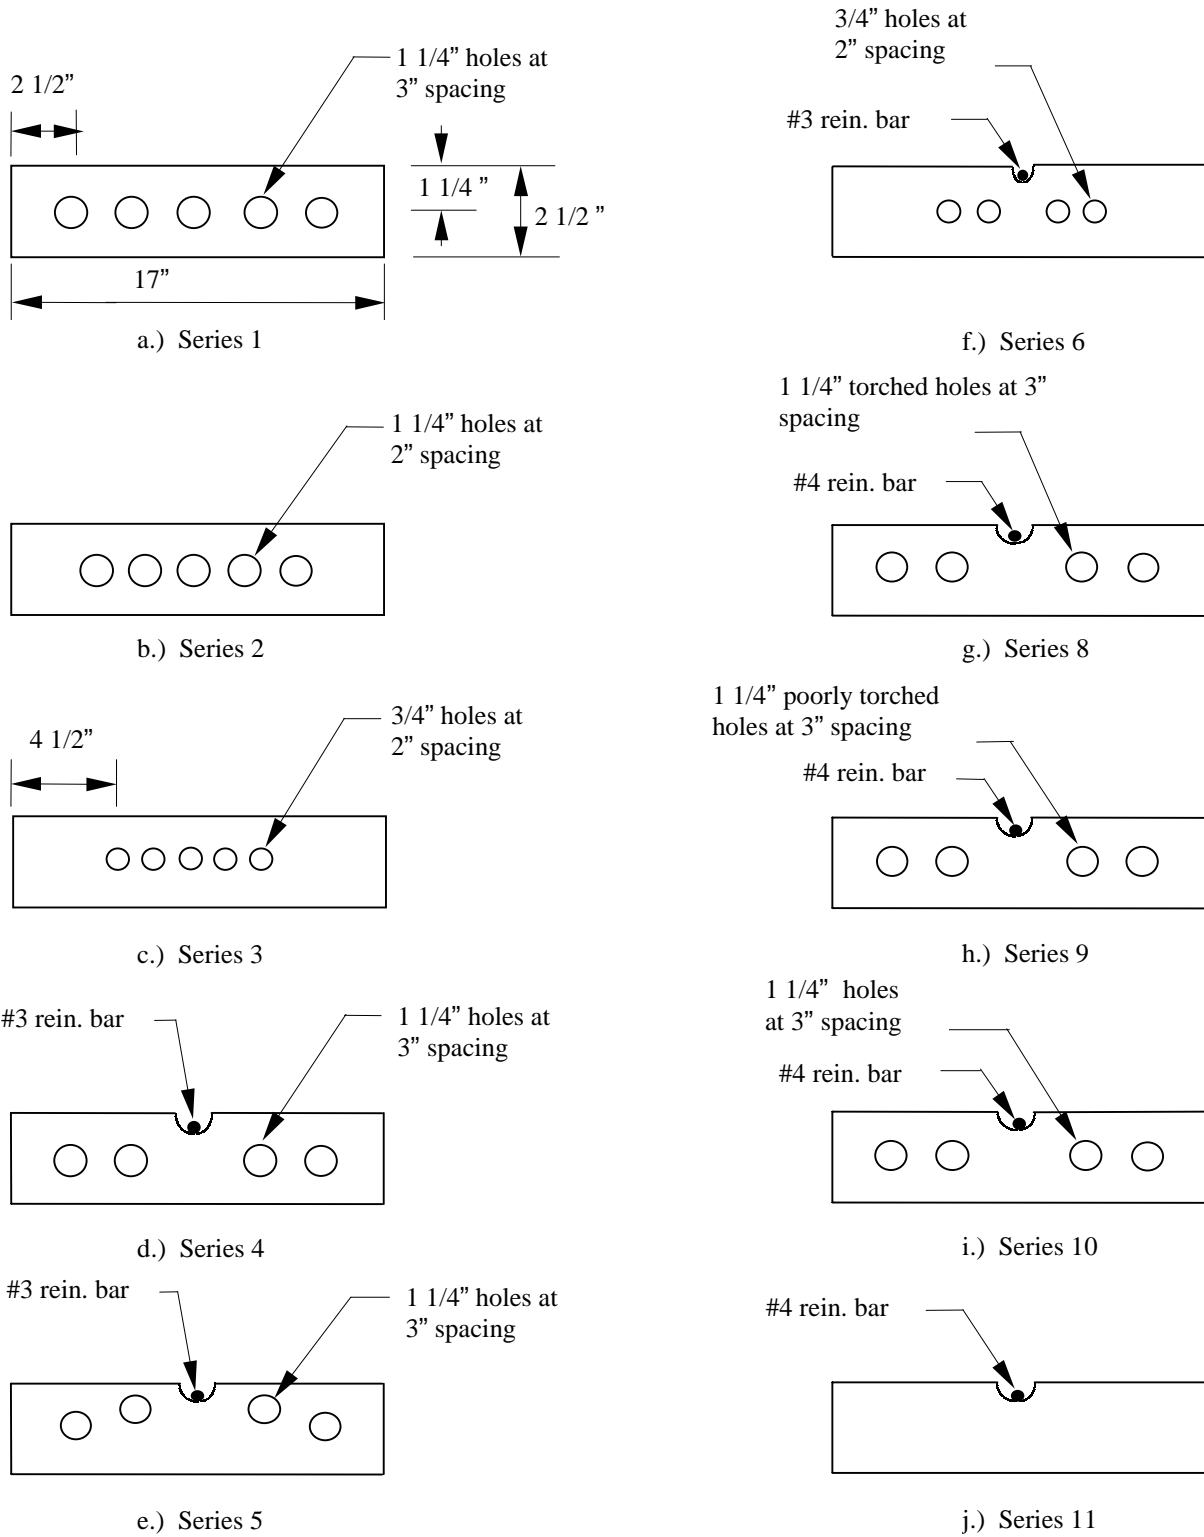 1 1/4” holes at
3” spacing
2 1/2”
1 1/4 ”
2 1/2 ”
17”
a.) Series 1
1 1/4” holes at
2” spacing
b.) Series 2
3/4” holes at
2” spacing
4 1/2”
c.) Series 3
#3 rein. bar
1 1/4” holes at
3” spacing
d.) Series 4
#3 rein. bar
1 1/4” holes at
3” spacing
e.) Series 5
3/4” holes at
2” spacing
#3 rein. bar
f.) Series 6
1 1/4” torched holes at 3”
spacing
#4 rein. bar
g.) Series 8
1 1/4” poorly torched
holes at 3” spacing
#4 rein. bar
h.) Series 9
1 1/4”  holes
at 3” spacing
#4 rein. bar
i.) Series 10
#4 rein. bar
j.) Series 11